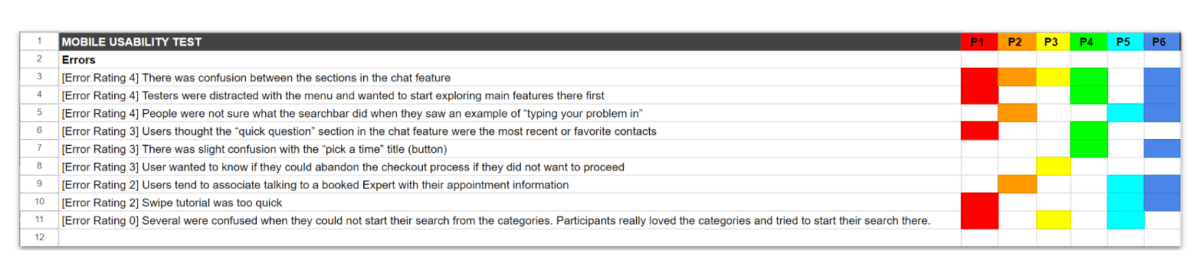 1 MOBILE USABILITY TEST P1 P2 P3 P4 P5 P6
2 Errors
3 [Error Rating 4] There was confusion between the sections in the chat feature
4 [Error Rating 4] Testers were distracted with the menu and wanted to start exploring main features there first
5 [Error Rating 4] People were not sure what the searchbar did when they saw an example of “typing your problem in”
6 [Error Rating 3] Users thought the “quick question” section in the chat feature were the most recent or favorite contacts
7 [Error Rating 3] There was slight confusion with the “pick a time” title (button)
8 [Error Rating 3] User wanted to know if they could abandon the checkout process if they did not want to proceed
9 [Error Rating 2] Users tend to associate talking to a booked Expert with their appointment information
10 [Error Rating 2] Swipe tutorial was too quick
11 [Error Rating 0] Several were confused when they could not start their search from the categories. Participants really loved the categories and tried to start their search there.
12